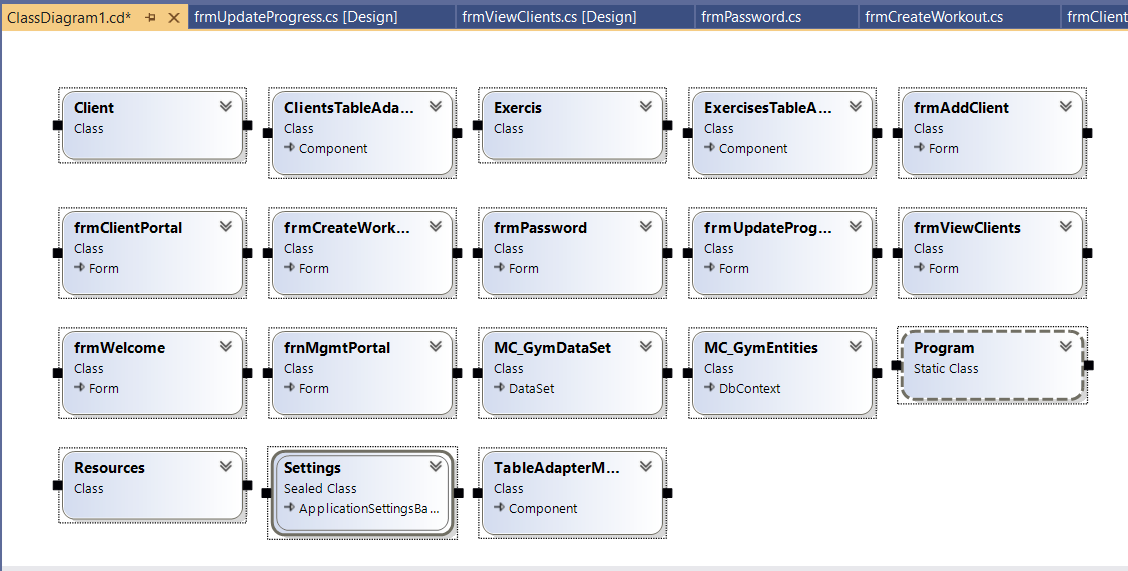 ClassDiagram1.cd*
frmUpdateProgress.cs [Design]
frmViewClients.cs [Design]
frmPassword.cs
frmCreateWorkout.cs
frmClient
Client
Class
ClientsTableAda...
Class
Component
Exercis
Class
ExercisesTableA...
Class
Component
frmAddClient
Class
Form
frmClientPortal
Class
Form
frmCreateWork...
Class
Form
frmPassword
Class
Form
frmUpdateProg...
Class
Form
frmViewClients
Class
Form
frmWelcome
Class
Form
frnMgmtPortal
Class
Form
MC_GymDataSet
Class
DataSet
MC_GymEntities
Class
DbContext
Program
Static Class
Resources
Class
Settings
Sealed Class
ApplicationSettingsBa...
TableAdapterM...
Class
Component